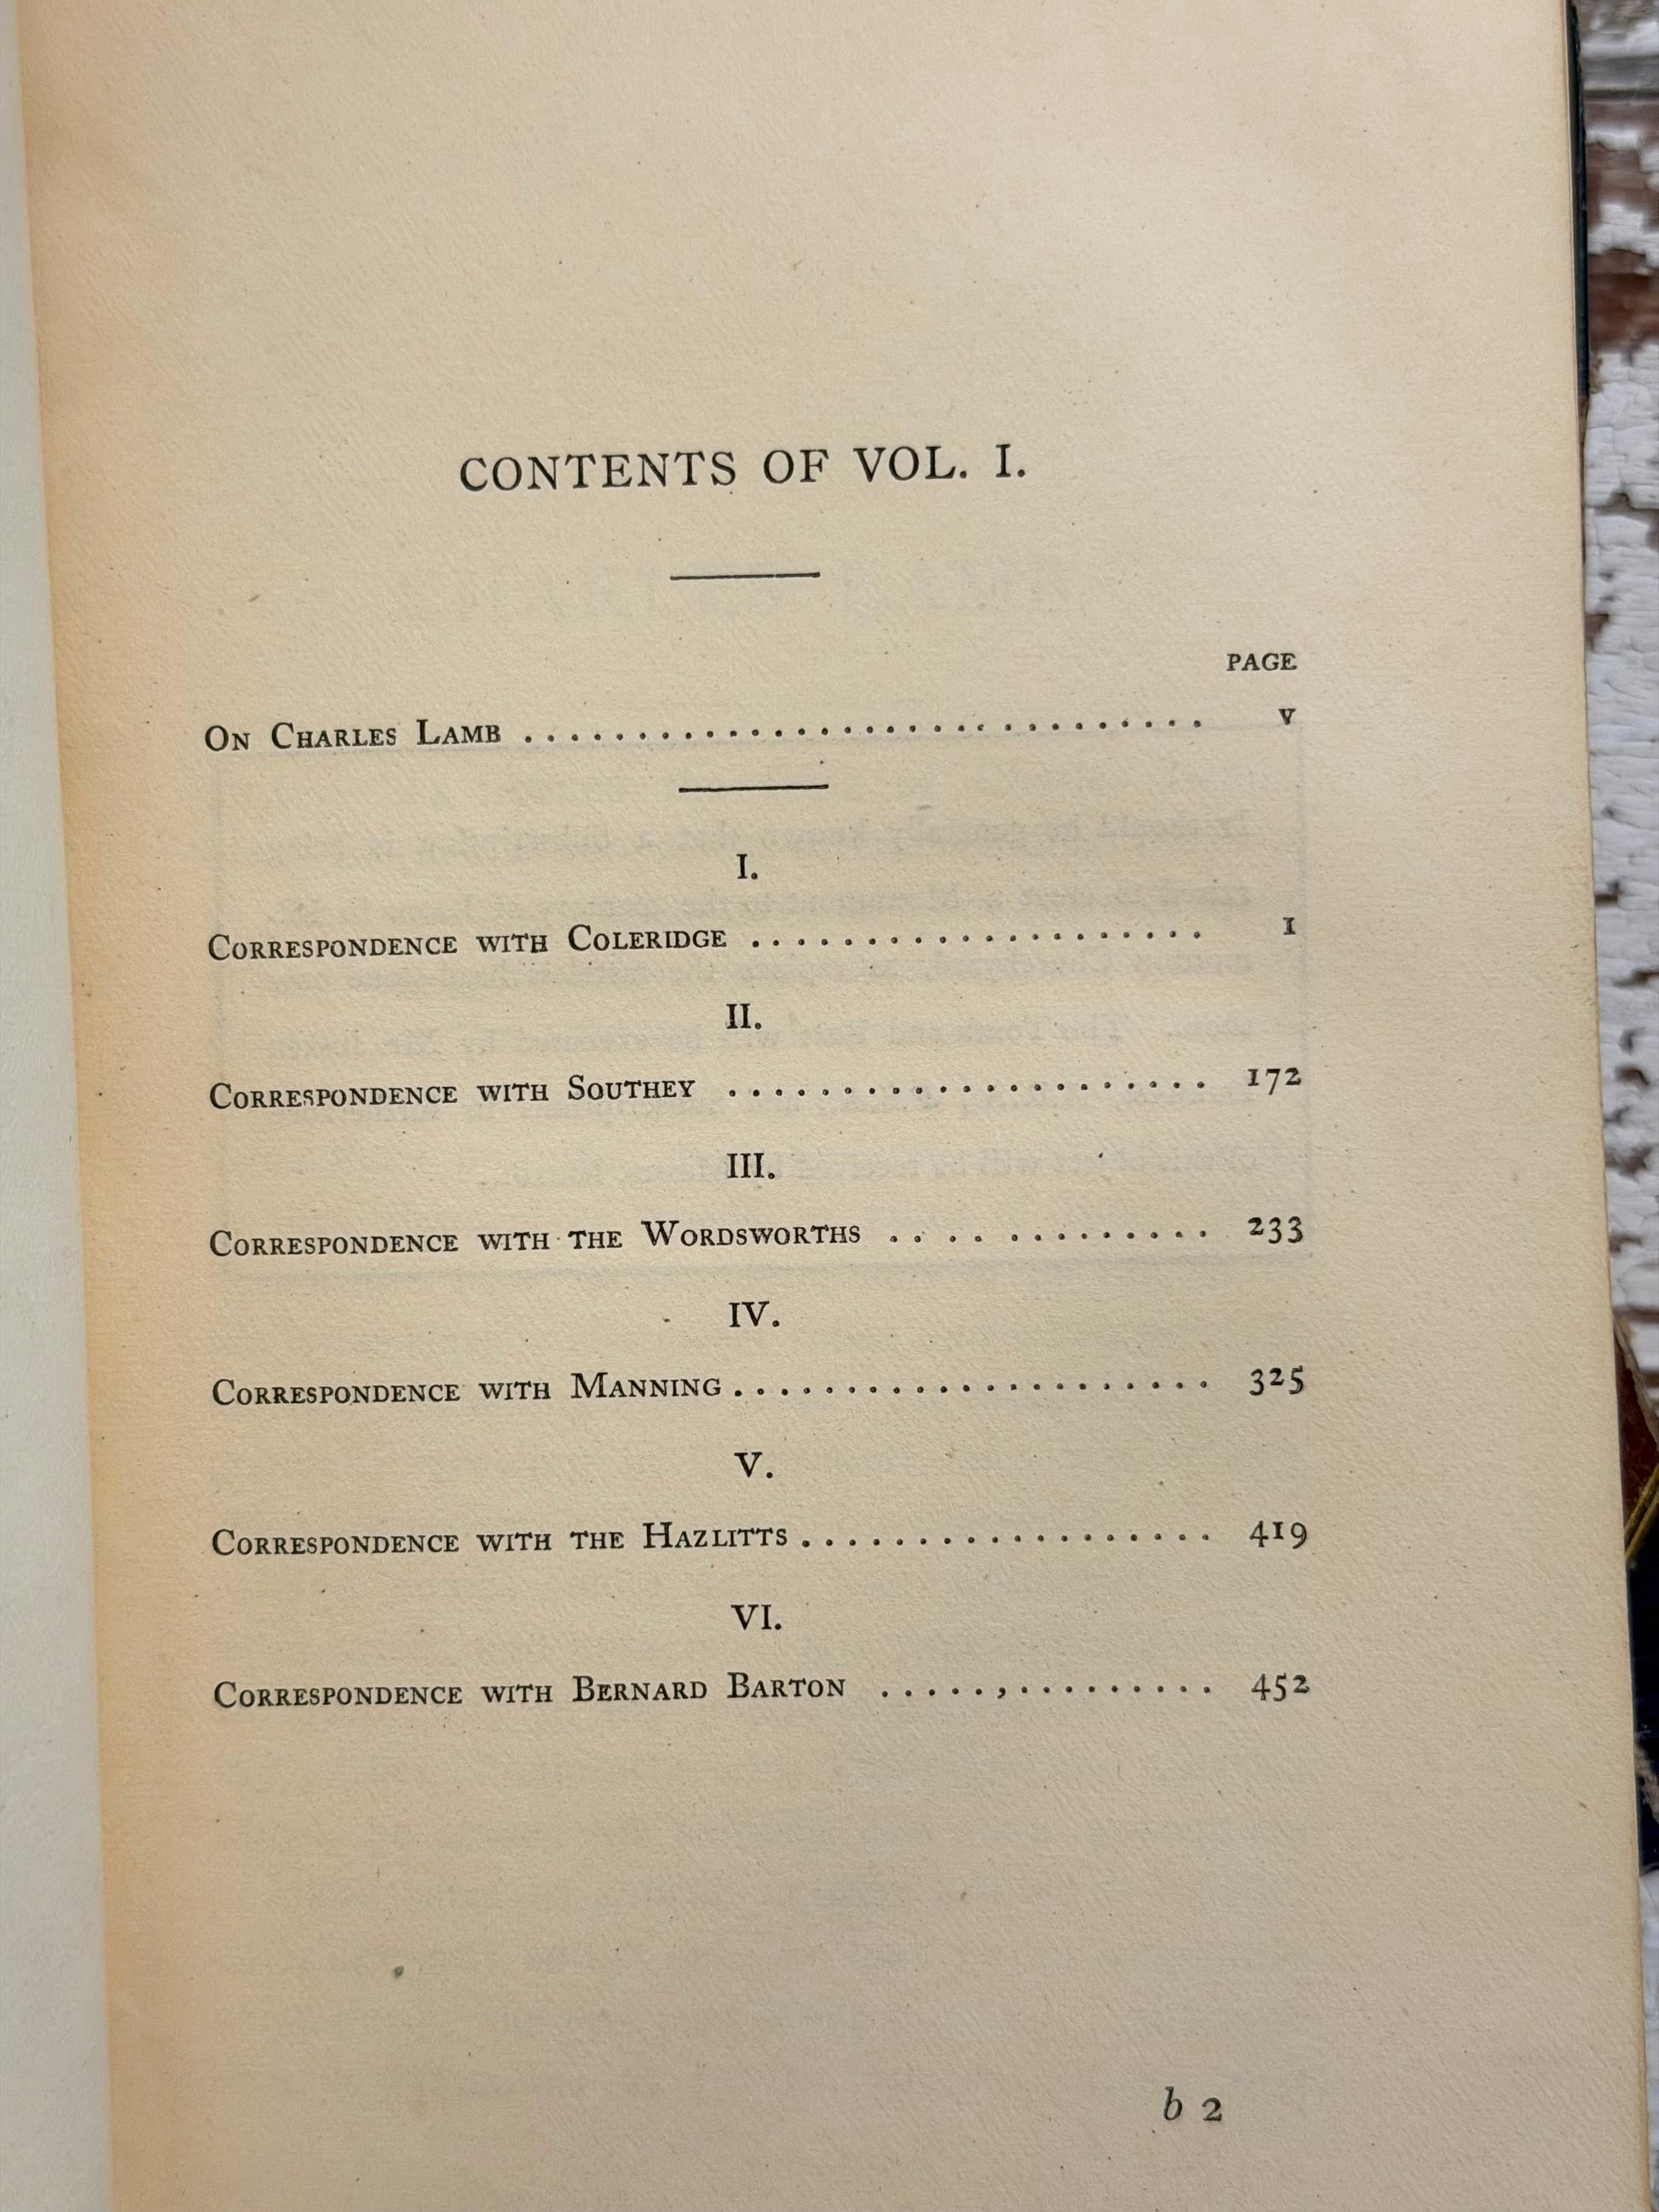 CONTENTS OF VOL. I.
PAGE
ON CHARLES LAMB ............................... v
I.
CORRESPONDENCE WITH COLERIDGE .................... 1
II.
CORRESPONDENCE WITH SOUTHEY ..................... 172
III.
CORRESPONDENCE WITH THE WORDSWORTHS .. .. ......... 233
IV.
CORRESPONDENCE WITH MANNING..................... 325
V.
CORRESPONDENCE WITH THE HAZLITTS.................. 419
VI.
CORRESPONDENCE WITH BERNARD BARTON .....,......... 452
b 2